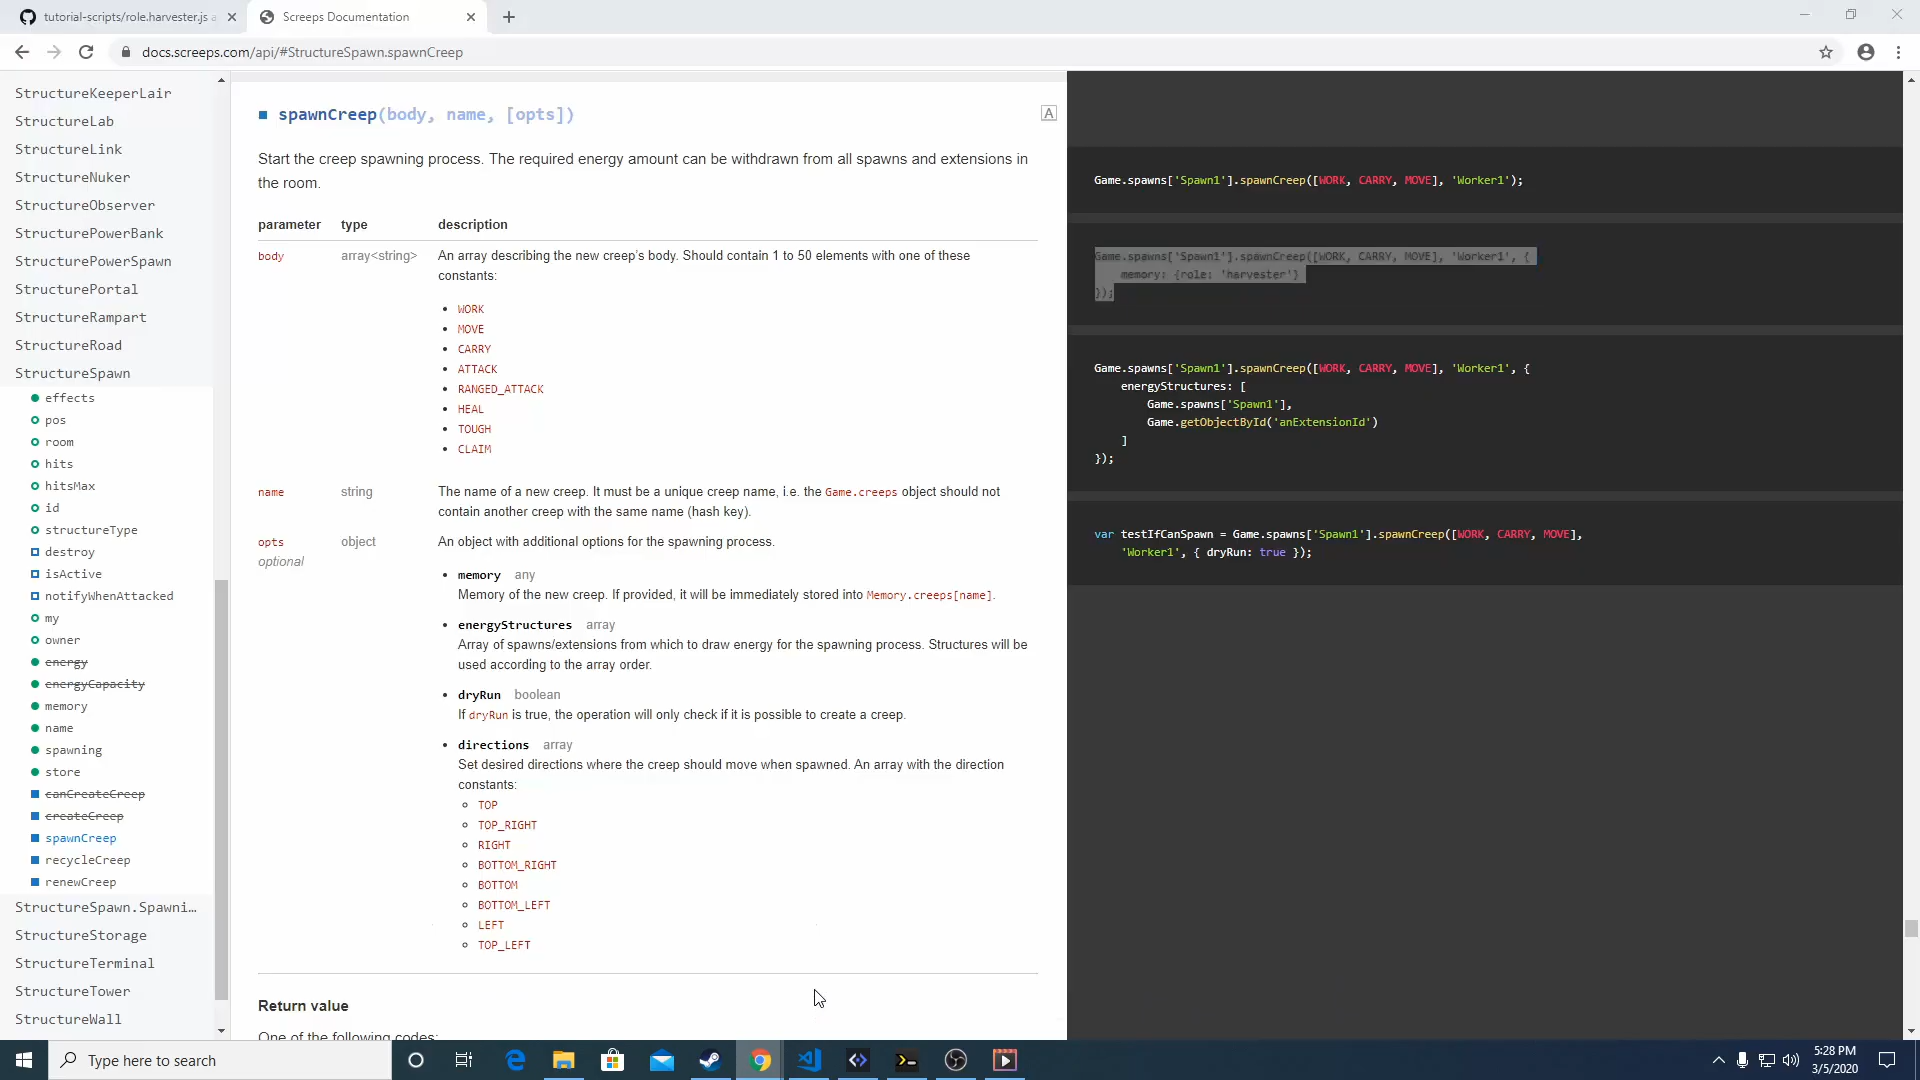 tutorial-scripts/role.harvester.js a
Screeps Documentation
docs.screeps.com/api/#StructureSpawn.spawnCreep
StructureKeeperLair
StructureLab
StructureLink
StructureNuker
StructureObserver
StructurePowerBank
StructurePowerSpawn
StructurePortal
StructureRampart
StructureRoad
StructureSpawn
effects
pos
room
hits
hitsMax
id
structureType
destroy
isActive
notifyWhenAttacked
my
owner
energy
energyCapacity
memory
name
spawning
store
canCreateCreep
createCreep
spawnCreep
recycleCreep
renewCreep
StructureSpawn.Spawni…
StructureStorage
StructureTerminal
StructureTower
StructureWall
spawnCreep(body, name, [opts])
A
Start the creep spawning process. The required energy amount can be withdrawn from all spawns and extensions in
the room.
parameter type description
body array<string> An array describing the new creep's body. Should contain 1 to 50 elements with one of these
constants:
WORK
MOVE
CARRY
ATTACK
RANGED_ATTACK
HEAL
TOUGH
CLAIM
name string The name of a new creep. It must be a unique creep name, i.e. the Game.creeps object should not
contain another creep with the same name (hash key).
opts object An object with additional options for the spawning process.
optional
memory any
Memory of the new creep. If provided, it will be immediately stored into Memory.creeps[name].
energyStructures array
Array of spawns/extensions from which to draw energy for the spawning process. Structures will be
used according to the array order.
dryRun boolean
If dryRun is true, the operation will only check if it is possible to create a creep.
directions array
Set desired directions where the creep should move when spawned. An array with the direction
constants:
TOP
TOP_RIGHT
RIGHT
BOTTOM_RIGHT
BOTTOM
BOTTOM_LEFT
LEFT
TOP_LEFT
Return value
One of the following codes:
Game.spawns['Spawn1'].spawnCreep([WORK, CARRY, MOVE], 'Worker1');
Game.spawns['Spawn1'].spawnCreep([WORK, CARRY, MOVE], 'Worker1', {
memory: {role: 'harvester'}
});
Game.spawns['Spawn1'].spawnCreep([WORK, CARRY, MOVE], 'Worker1', {
energyStructures: [
Game.spawns['Spawn1'],
Game.getObjectById('anExtensionId')
]
});
var testIfCanSpawn = Game.spawns['Spawn1'].spawnCreep([WORK, CARRY, MOVE],
'Worker1', { dryRun: true });
Type here to search
5:28 PM
3/5/2020